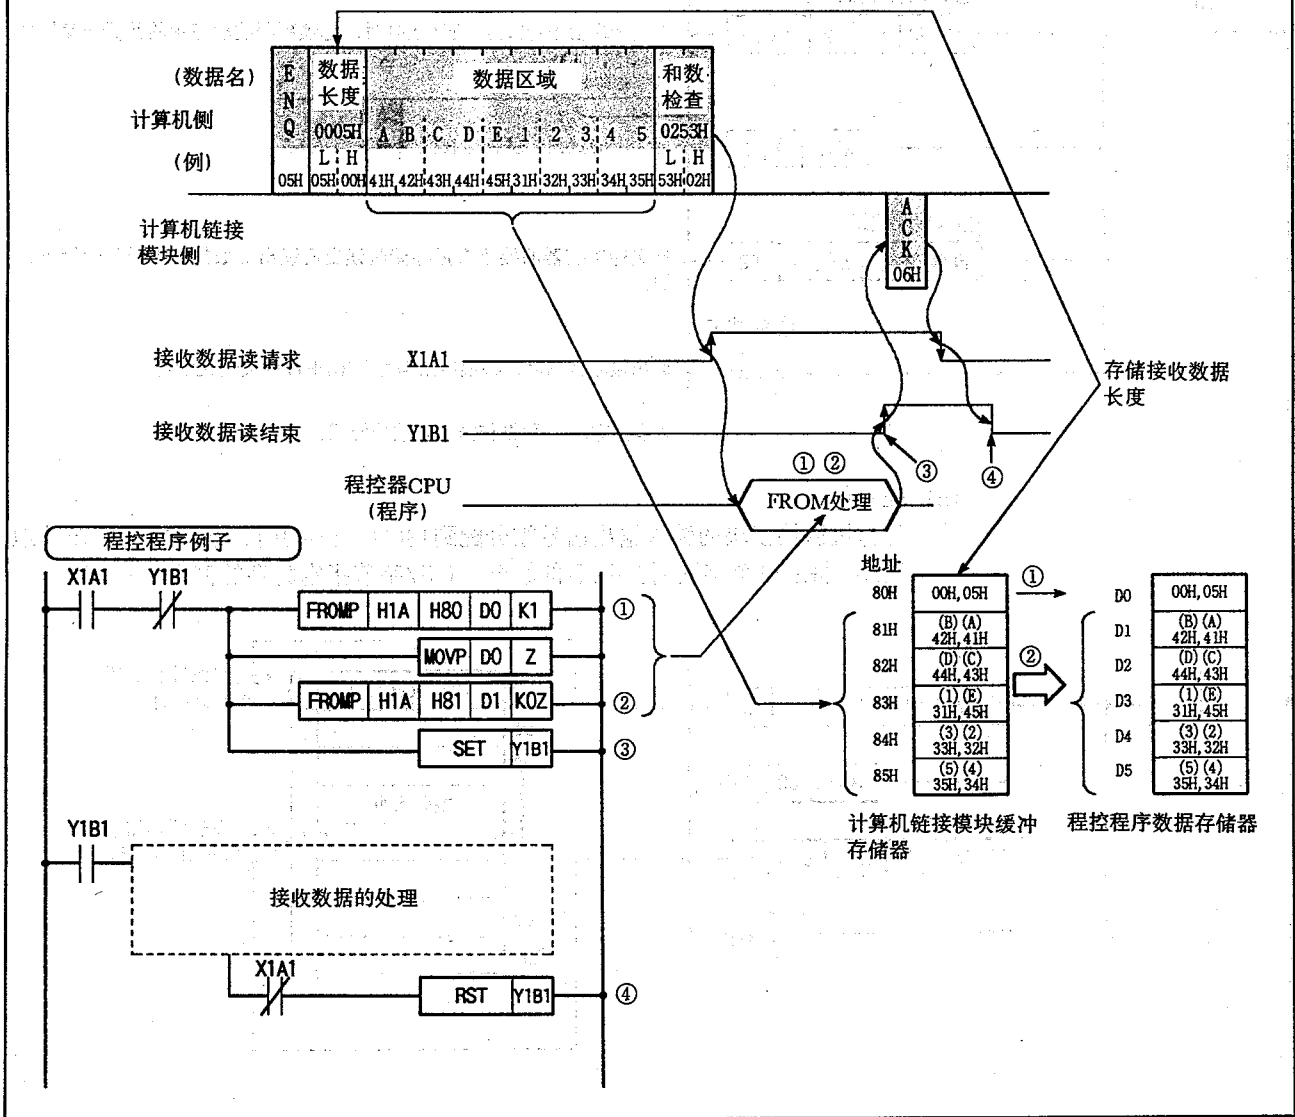 (数据名)
计算机侧
(例)
E N Q
数据
长度
数据区域
和数
检查
0005H
A B C D E 1 2 3 4 5
0253H
L H
L H
05H 05H 00H 41H 42H 43H 44H 45H 31H 32H 33H 34H 35H 53H 02H
计算机链接
模块侧
A
C
K
06H
接收数据读请求 X1A1
存储接收数据
长度
接收数据读结束 Y1B1
③ ④
① ②
程控器CPU
(程序)
FROM处理
程控程序例子
X1A1 Y1B1
FROMP H1A H80 D0 K1 ①
MOVP D0 Z
FROMP H1A H81 D1 K0Z ②
SET Y1B1 ③
Y1B1
接收数据的处理
X1A1
RST Y1B1 ④
地址
80H 00H, 05H ① D0 00H, 05H
81H (B) (A) 42H, 41H D1 (B) (A) 42H, 41H
82H (D) (C) 44H, 43H ② D2 (D) (C) 44H, 43H
83H (1) (E) 31H, 45H D3 (1) (E) 31H, 45H
84H (3) (2) 33H, 32H D4 (3) (2) 33H, 32H
85H (5) (4) 35H, 34H D5 (5) (4) 35H, 34H
计算机链接模块缓冲
存储器
程控程序数据存储器